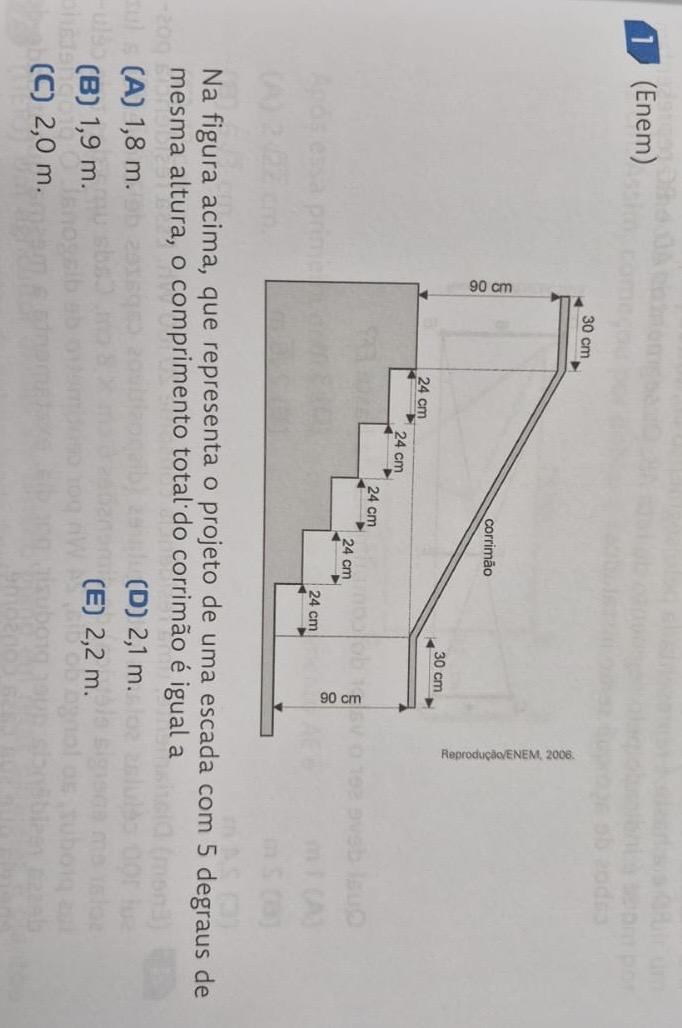 1 (Enem)
30 cm
90 cm
corrimão
24 cm
24 cm
24 cm
24 cm
24 cm
30 cm
90 cm
Reprodução/ENEM, 2006.
Na figura acima, que representa o projeto de uma escada com 5 degraus de
mesma altura, o comprimento total do corrimão é igual a
(A) 1,8 m.
(B) 1,9 m.
(C) 2,0 m.
(D) 2,1 m.
(E) 2,2 m.